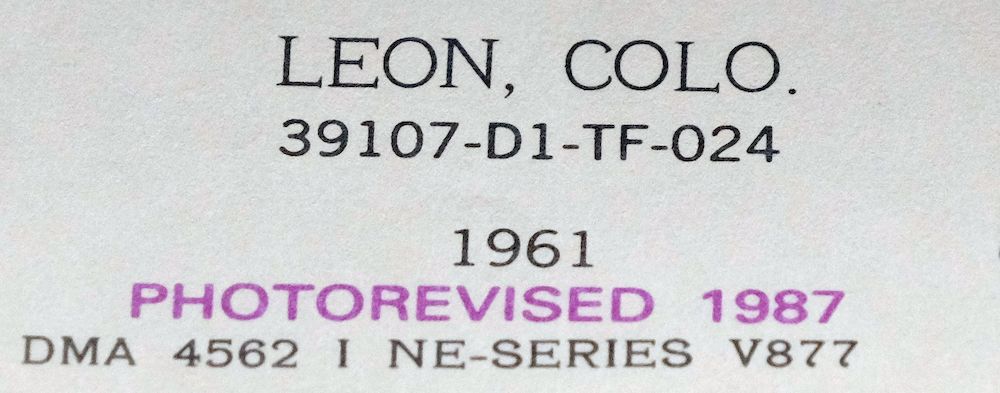 LEON, COLO.
39107-D1-TF-024
1961
PHOTOREVISED 1987
DMA 4562 I NE-SERIES V877